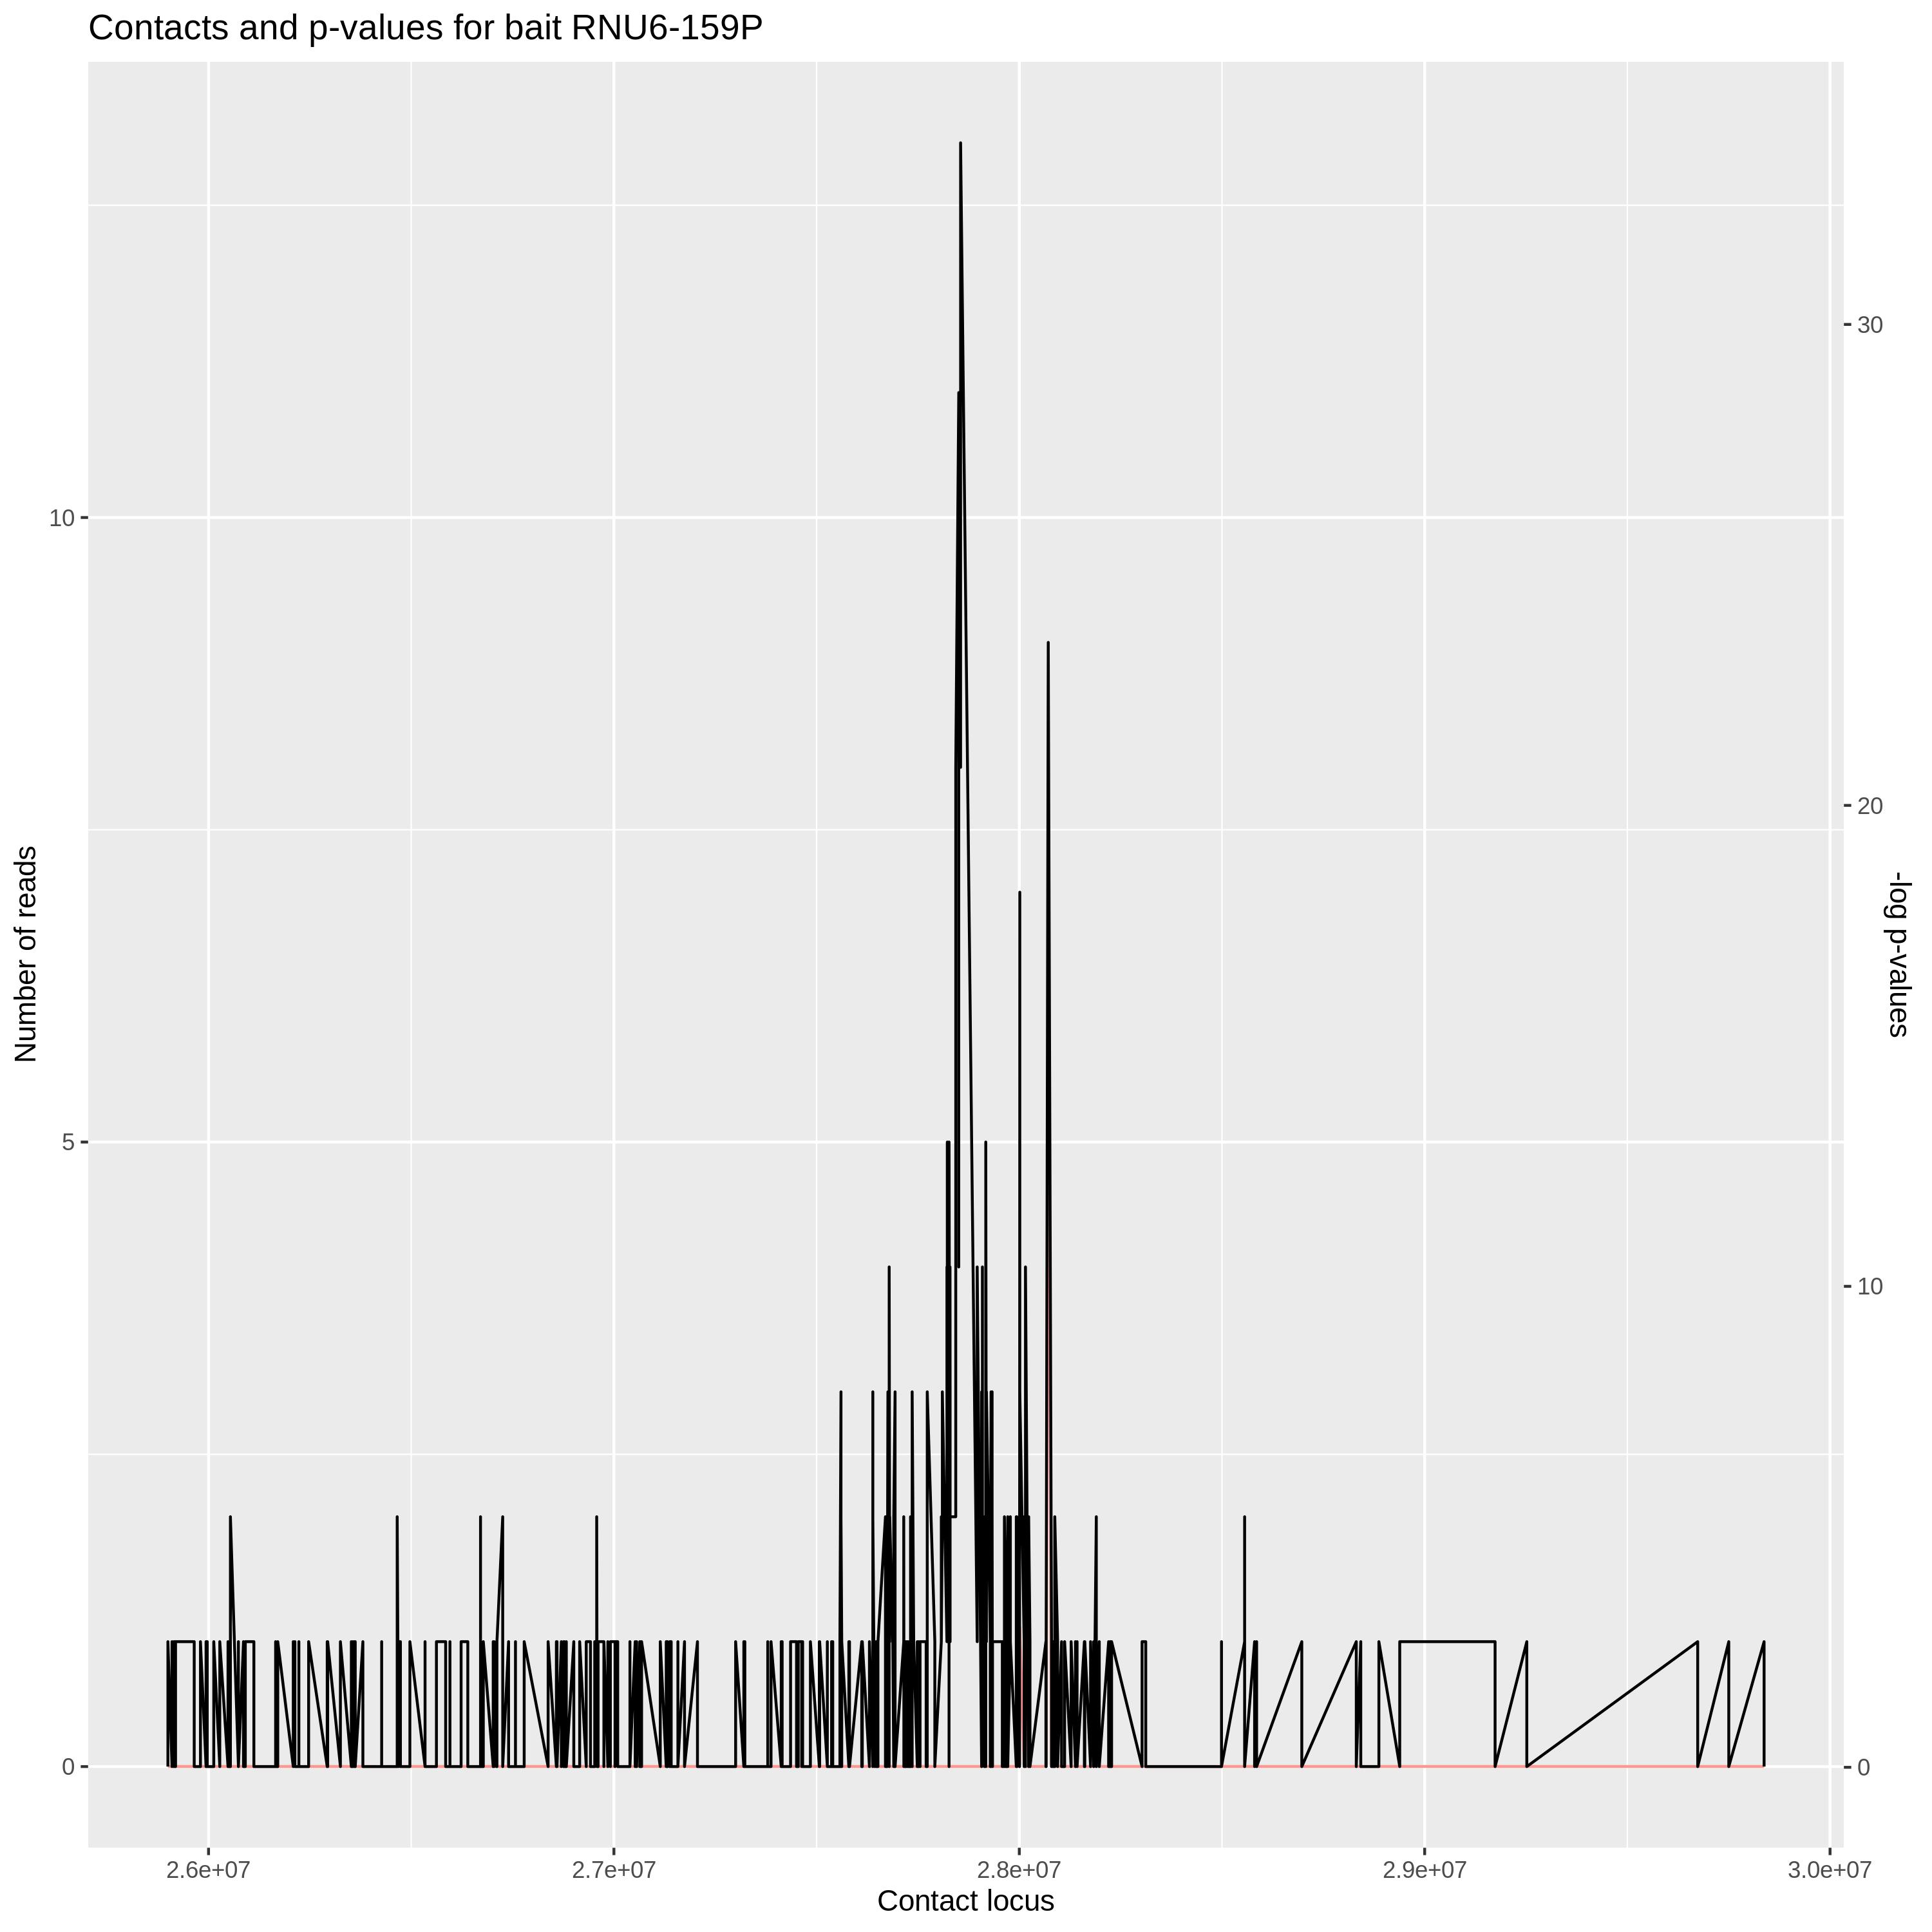 Contacts and p-values for bait RNU6-159P
10
5
0
Number of reads
30
20
10
0
-log p-values
2.6e+07
2.7e+07
2.8e+07
2.9e+07
3.0e+07
Contact locus